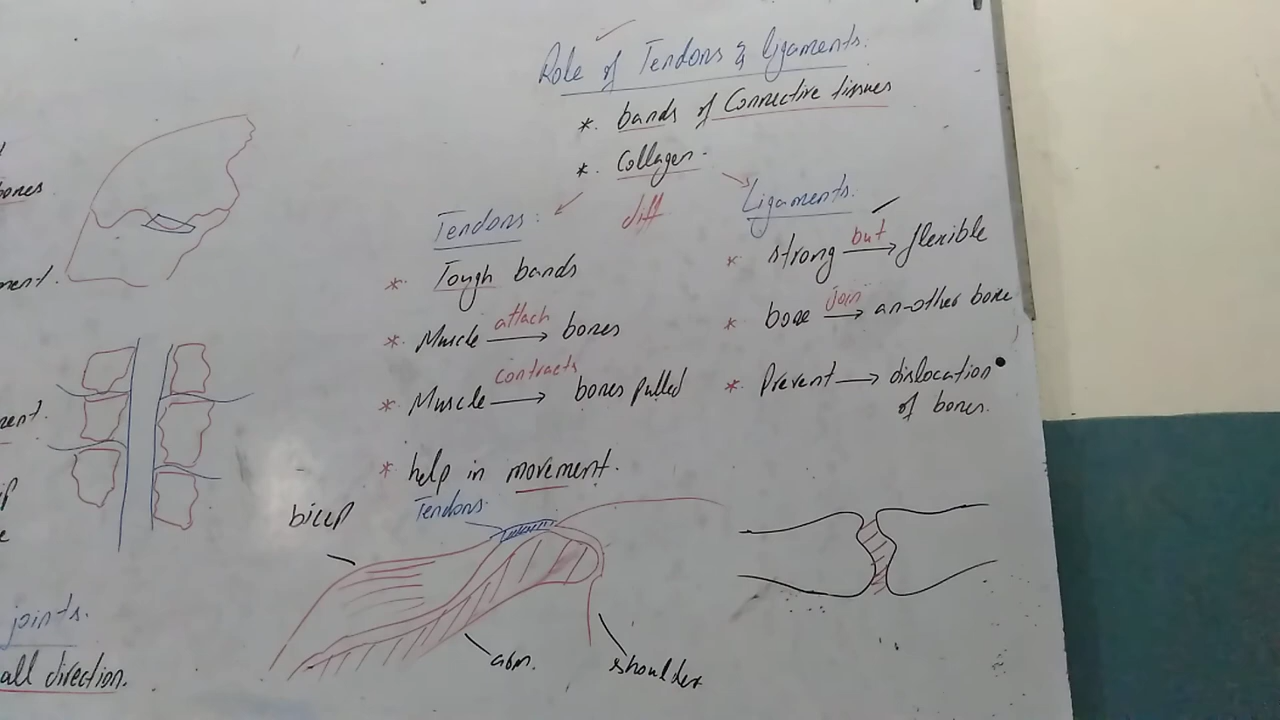 Role of Tendons & ligaments.
*. bands of Connective tissues
*. Collagen.
diff
Tendons:
* Tough bands
* Muscle attach → bones
* Muscle contracts → bones pulled
* help in movement.
Ligaments.
* strong but → flexible
* bone join → an-other bone
* Prevent → dislocation
of bones.
bicep
Tendons.
arm.
shoulder
bones
ment.
ment.
joints.
all direction.